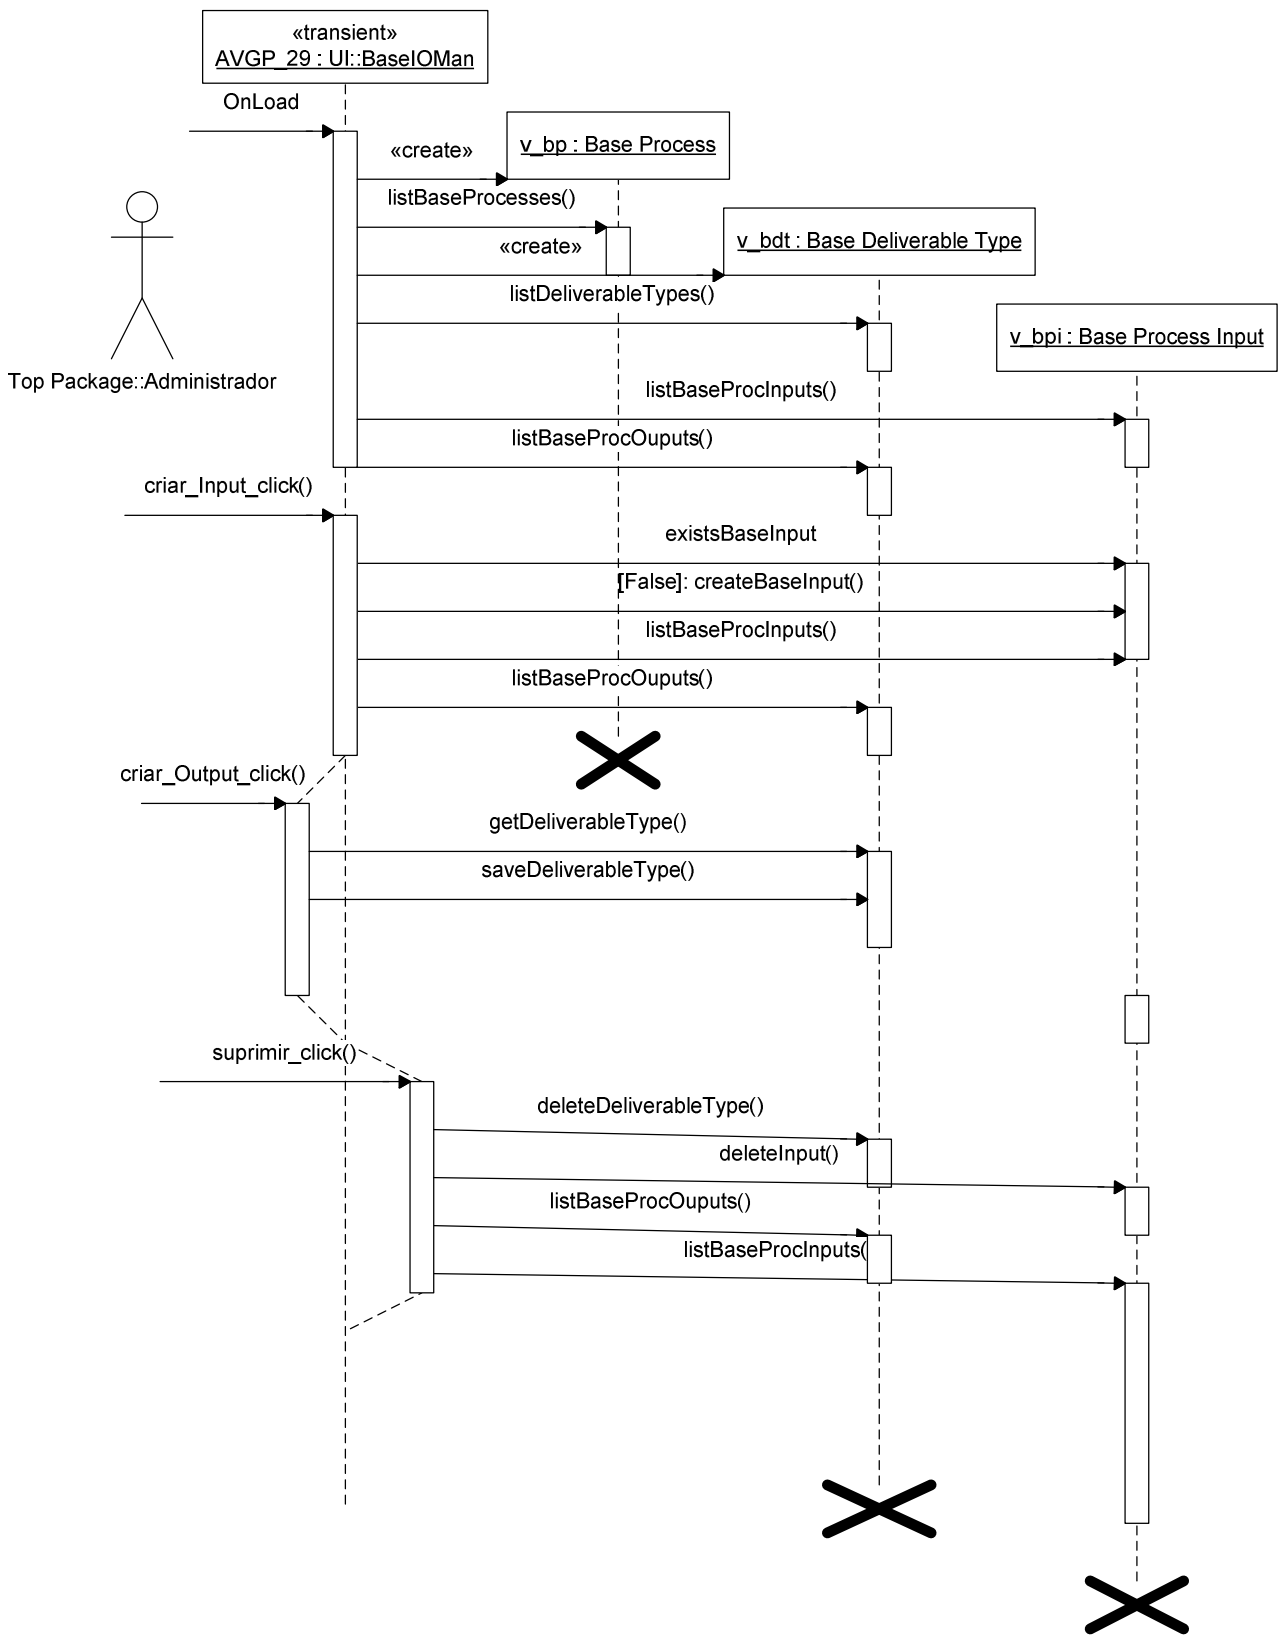 «transient»
AVGP_29 : UI::BaseIOMan
OnLoad
v_bp : Base Process
«create»
listBaseProcesses()
v_bdt : Base Deliverable Type
«create»
listDeliverableTypes()
v_bpi : Base Process Input
Top Package::Administrador
listBaseProcInputs()
listBaseProcOuputs()
criar_Input_click()
existsBaseInput
[False]: createBaseInput()
listBaseProcInputs()
listBaseProcOuputs()
criar_Output_click()
getDeliverableType()
saveDeliverableType()
suprimir_click()
deleteDeliverableType()
deleteInput()
listBaseProcOuputs()
listBaseProcInputs(